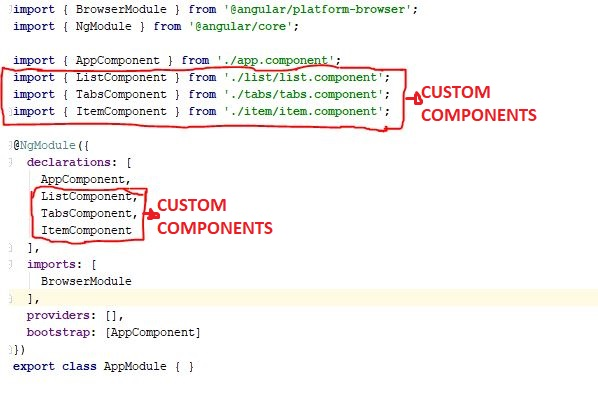 import { BrowserModule } from '@angular/platform-browser';
import { NgModule } from '@angular/core';
import { AppComponent } from './app.component';
import { ListComponent } from './list/list.component';
import { TabsComponent } from './tabs/tabs.component';
import { ItemComponent } from './item/item.component';
CUSTOM
COMPONENTS
@NgModule({
declarations: [
AppComponent,
ListComponent,
TabsComponent,
ItemComponent
CUSTOM
COMPONENTS
],
imports: [
BrowserModule
],
providers: [],
bootstrap: [AppComponent]
})
export class AppModule { }